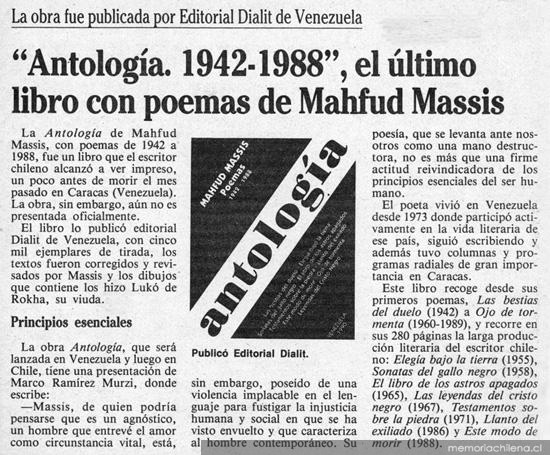 La obra fue publicada por Editorial Dialit de Venezuela
“Antología. 1942-1988”, el último
libro con poemas de Mahfud Massis
La Antología de Mahfud
Massis, con poemas de 1942 a
1988, fue un libro que el escritor
chileno alcanzó a ver impreso,
un poco antes de morir el mes
pasado en Caracas (Venezuela).
La obra, sin embargo, aún no es
presentada oficialmente.
El libro lo publicó editorial
Dialit de Venezuela, con cinco
mil ejemplares de tirada, los
textos fueron corregidos y revi-
sados por Massis y los dibujos
que contiene los hizo Lukó de
Rokha, su viuda.
Principios esenciales
La obra Antología, que será
lanzada en Venezuela y luego en
Chile, tiene una presentación de
Marco Ramírez Murzi, donde
escribe:
—Massis, de quien podría
pensarse que es un agnóstico,
un hombre que entrevé el amor
como circunstancia vital, está,
MAHFUD MASSIS
Poemas
1942 - 1988
antología
Publicó Editorial Dialit.
sin embargo, poseído de una
violencia implacable en el len-
guaje para fustigar la injusticia
humana y social en que se ha
visto envuelto y que caracteriza
al hombre contemporáneo. Su
poesía, que se levanta ante nos-
otros como una mano destruc-
tora, no es más que una firme
actitud reivindicadora de los
principios esenciales del ser hu-
mano.
El poeta vivió en Venezuela
desde 1973 donde participó acti-
vamente en la vida literaria de
ese país, siguió escribiendo y
además tuvo columnas y pro-
gramas radiales de gran impor-
tancia en Caracas.
Este libro recoge desde sus
primeros poemas, Las bestias
del duelo (1942) a Ojo de tor-
menta (1960-1989), y recorre en
sus 280 páginas la larga produc-
ción literaria del escritor chile-
no: Elegía bajo la tierra (1955),
Sonatas del gallo negro (1958),
El libro de los astros apagados
(1965), Las leyendas del cristo
negro (1967), Testamentos so-
bre la piedra (1971), Llanto del
exiliado (1986) y Este modo de
morir (1988).
memoriachilena.cl